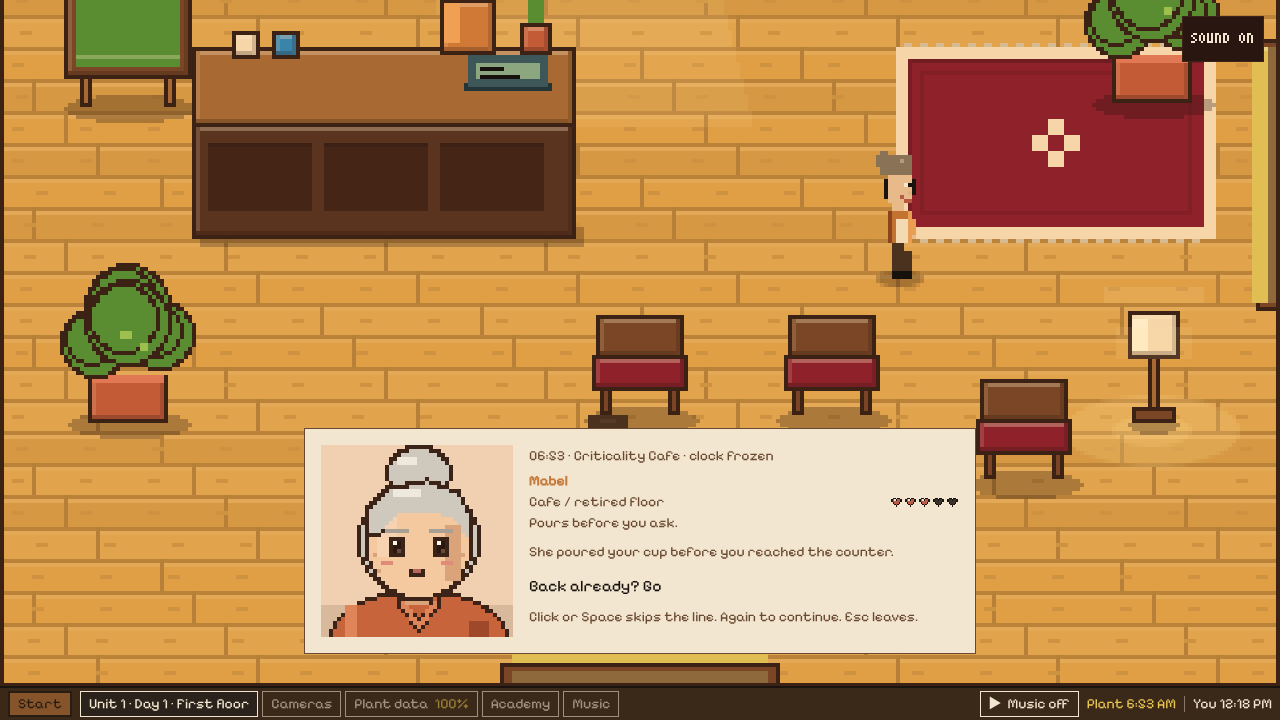 SOUND ON
06:53 · Criticality Cafe · clock frozen
Mabel
Cafe / retired floor
Pours before you ask.
She poured your cup before you reached the counter.
Back already? Go
Click or Space skips the line. Again to continue. Esc leaves.
Start
Unit 1 · Day 1 · First floor
Cameras
Plant data 100%
Academy
Music
▶ Music off
Plant 6:53 AM
You 12:18 PM